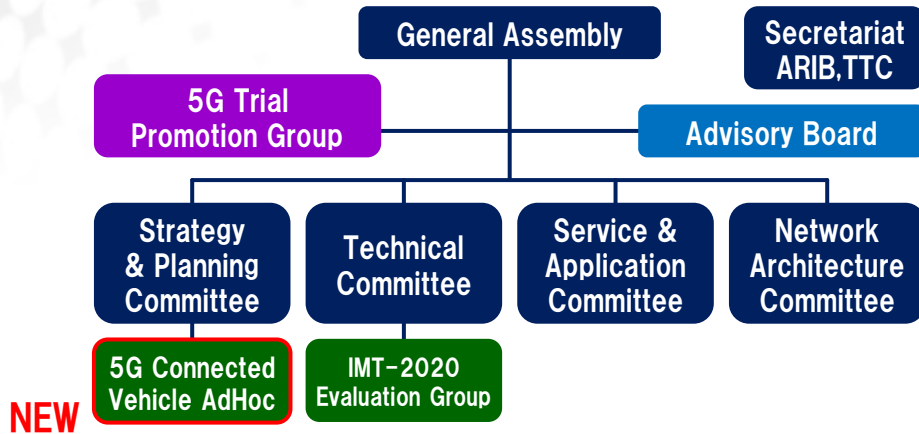 General Assembly
Secretariat
ARIB,TTC
5G Trial
Promotion Group
Advisory Board
Strategy
& Planning
Committee
Technical
Committee
Service &
Application
Committee
Network
Architecture
Committee
5G Connected
Vehicle AdHoc
IMT-2020
Evaluation Group
NEW